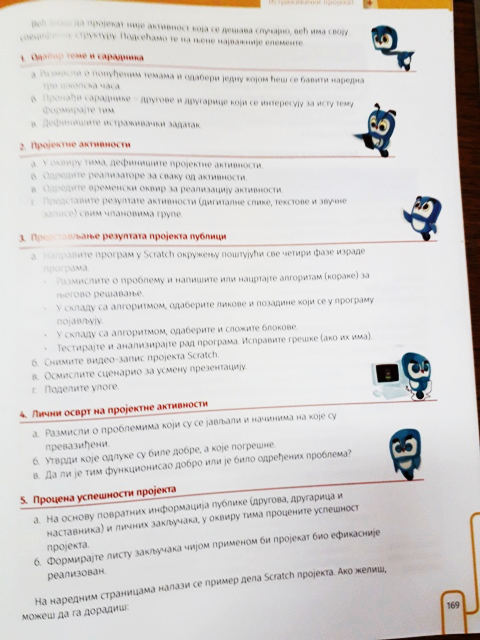 Истраживачки пројекат
Већ знаш да пројекат није активност која се дешава случајно, већ има своју
специфичну структуру. Подсећамо те на њене најважније елементе.
1. Одабир теме и сарадника
а. Размисли о понуђеним темама и одабери једну којом ћеш се бавити наредна
три школска часа.
б. Пронађи сараднике – другове и другарице који се интересују за исту тему.
Формирајте тим.
в. Дефинишите истраживачки задатак.
2. Пројектне активности
а. У оквиру тима, дефинишите пројектне активности.
б. Одредите реализаторе за сваку од активности.
в. Одредите временски оквир за реализацију активности.
г. Представите резултате активности (дигиталне слике, текстове и звучне
записе) свим члановима групе.
3. Представљање резултата пројекта публици
а. Направите програм у Scratch окружењу поштујући све четири фазе израде
програма.
- Размислите о проблему и напишите или нацртајте алгоритам (кораке) за
његово решавање.
- У складу са алгоритмом, одаберите ликове и позадине који се у програму
појављују.
- У складу са алгоритмом, одаберите и сложите блокове.
- Тестирајте и анализирајте рад програма. Исправите грешке (ако их има).
б. Снимите видео-запис пројекта Scratch.
в. Осмислите сценарио за усмену презентацију.
г. Поделите улоге.
4. Лични осврт на пројектне активности
а. Размисли о проблемима који су се јављали и начинима на које су
превазиђени.
б. Утврди које одлуке су биле добре, а које погрешне.
в. Да ли је тим функционисао добро или је било одређених проблема?
5. Процена успешности пројекта
а. На основу повратних информација публике (другова, другарица и
наставника) и личних закључака, у оквиру тима процените успешност
пројекта.
б. Формирајте листу закључака чијом применом би пројекат био ефикасније
реализован.
На наредним страницама налази се пример дела Scratch пројекта. Ако желиш,
можеш да га дорадиш:
169